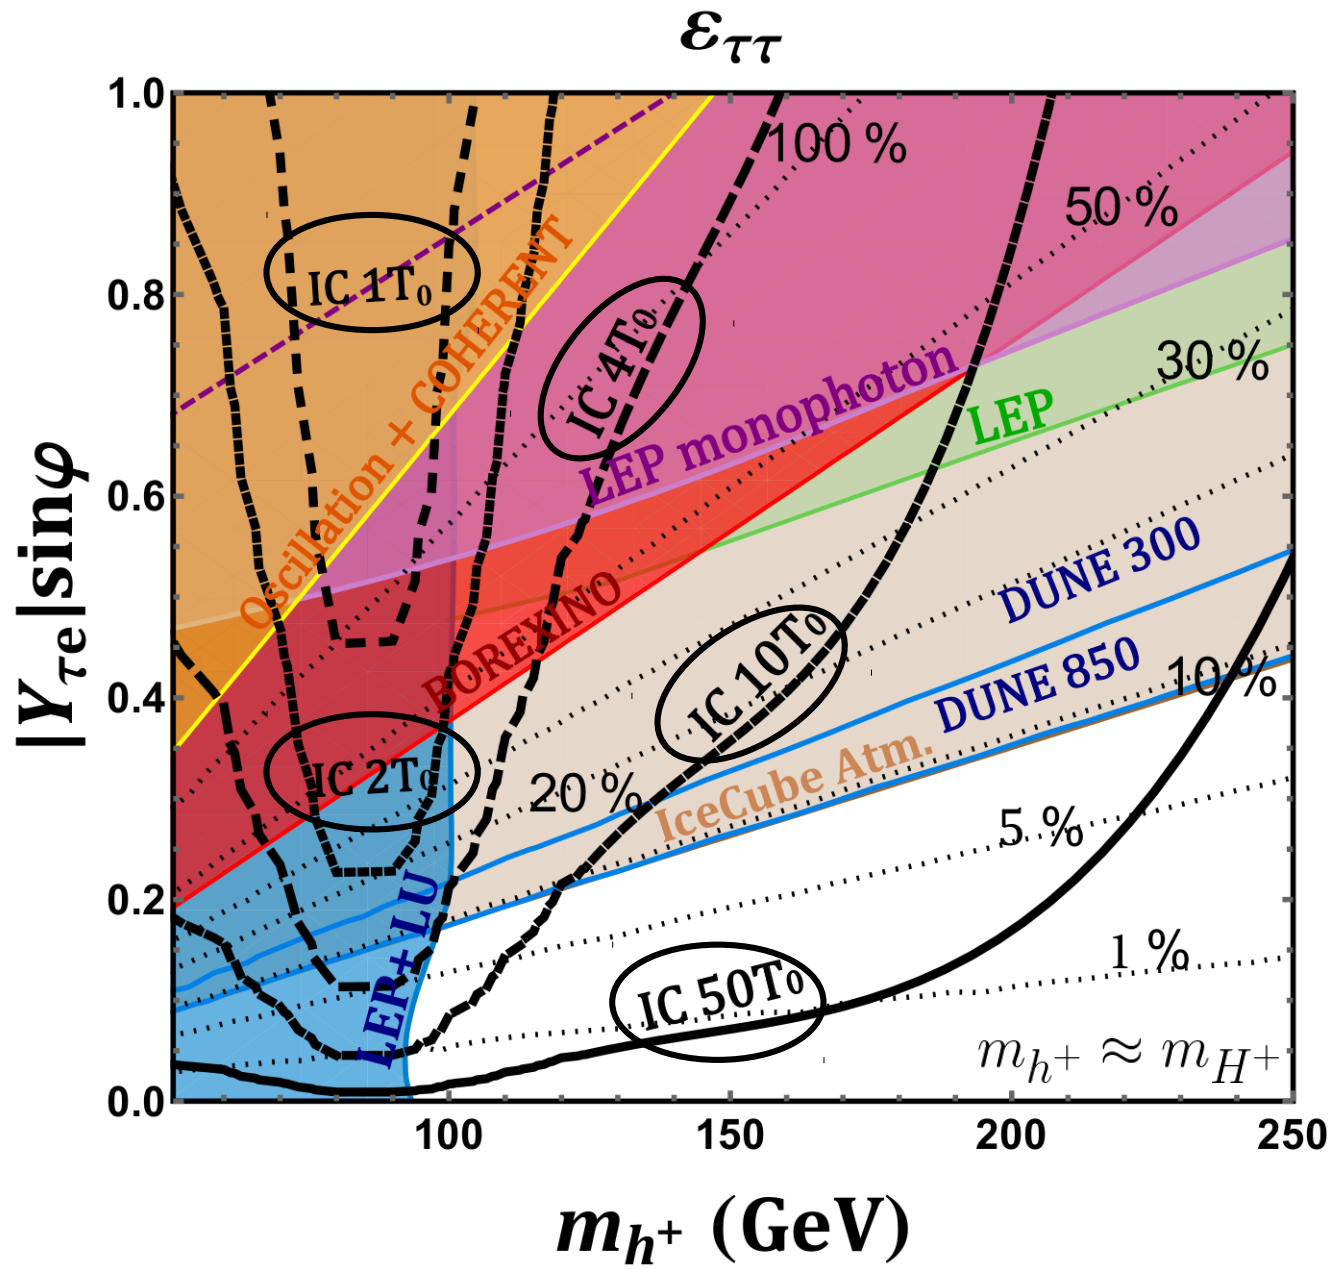 ε_ττ
|Y_τe|sinφ
1.0
0.8
0.6
0.4
0.2
0.0
100 %
50 %
30 %
20 %
10 %
5 %
1 %
IC 1T₀
IC 4T₀
IC 2T₀
IC 10T₀
IC 50T₀
Oscillation + COHERENT
LEP monophoton
LEP
BOREXINO
DUNE 300
DUNE 850
IceCube Atm.
LEP+ LU
m_h⁺ ≈ m_H⁺
100
150
200
250
m_h⁺ (GeV)